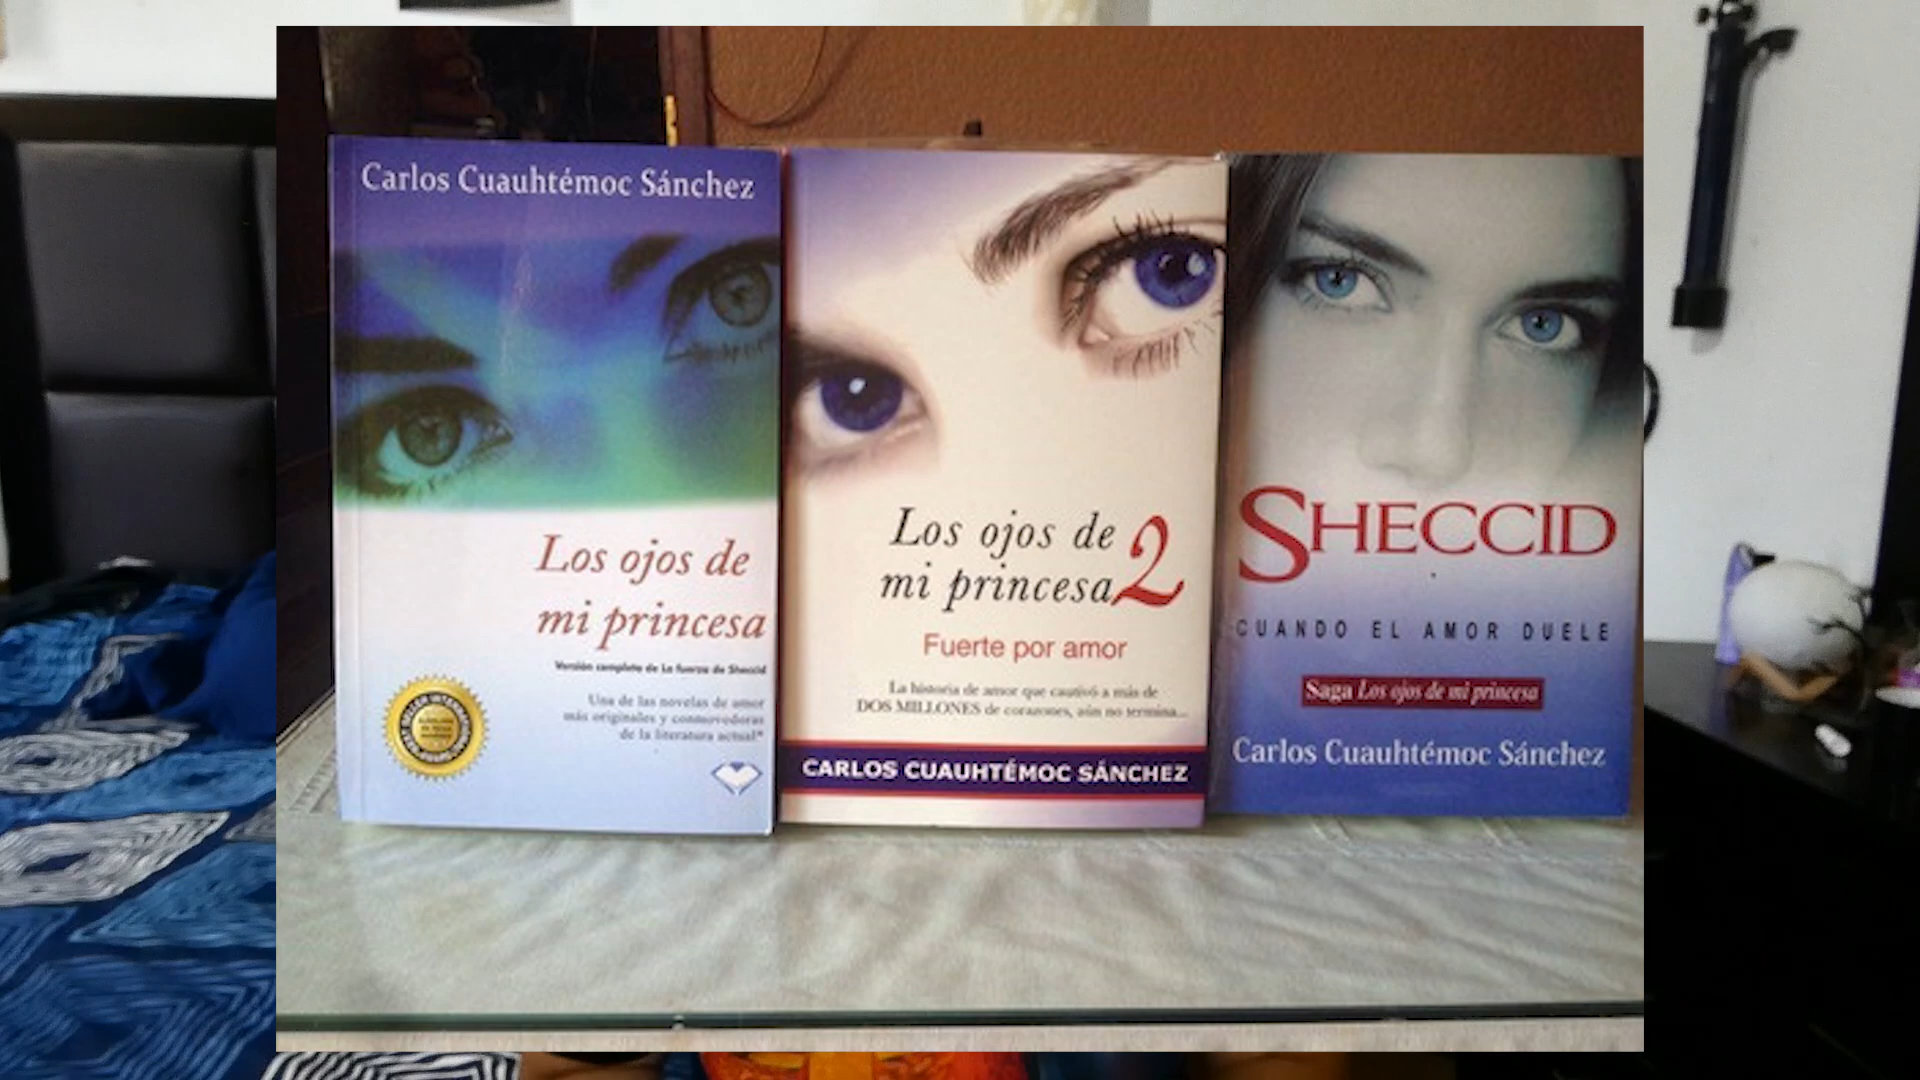 Carlos Cuauhtémoc Sánchez
Los ojos de
mi princesa
Versión completa de La fuerza de Sheccid
Una de las novelas de amor
más originales y conmovedoras
de la literatura actual*
Los ojos de
mi princesa 2
Fuerte por amor
La historia de amor que cautivó a más de
DOS MILLONES de corazones, aún no termina...
CARLOS CUAUHTÉMOC SÁNCHEZ
SHECCID
CUANDO EL AMOR DUELE
Saga Los ojos de mi princesa
Carlos Cuauhtémoc Sánchez